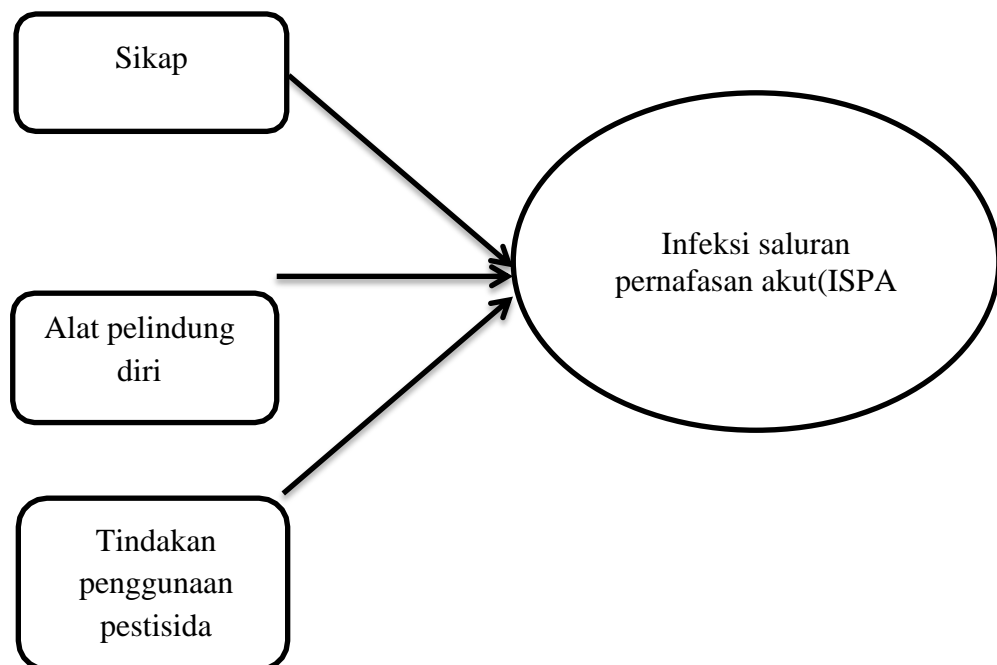 Sikap
Alat pelindung
diri
Tindakan
penggunaan
pestisida
Infeksi saluran
pernafasan akut(ISPA